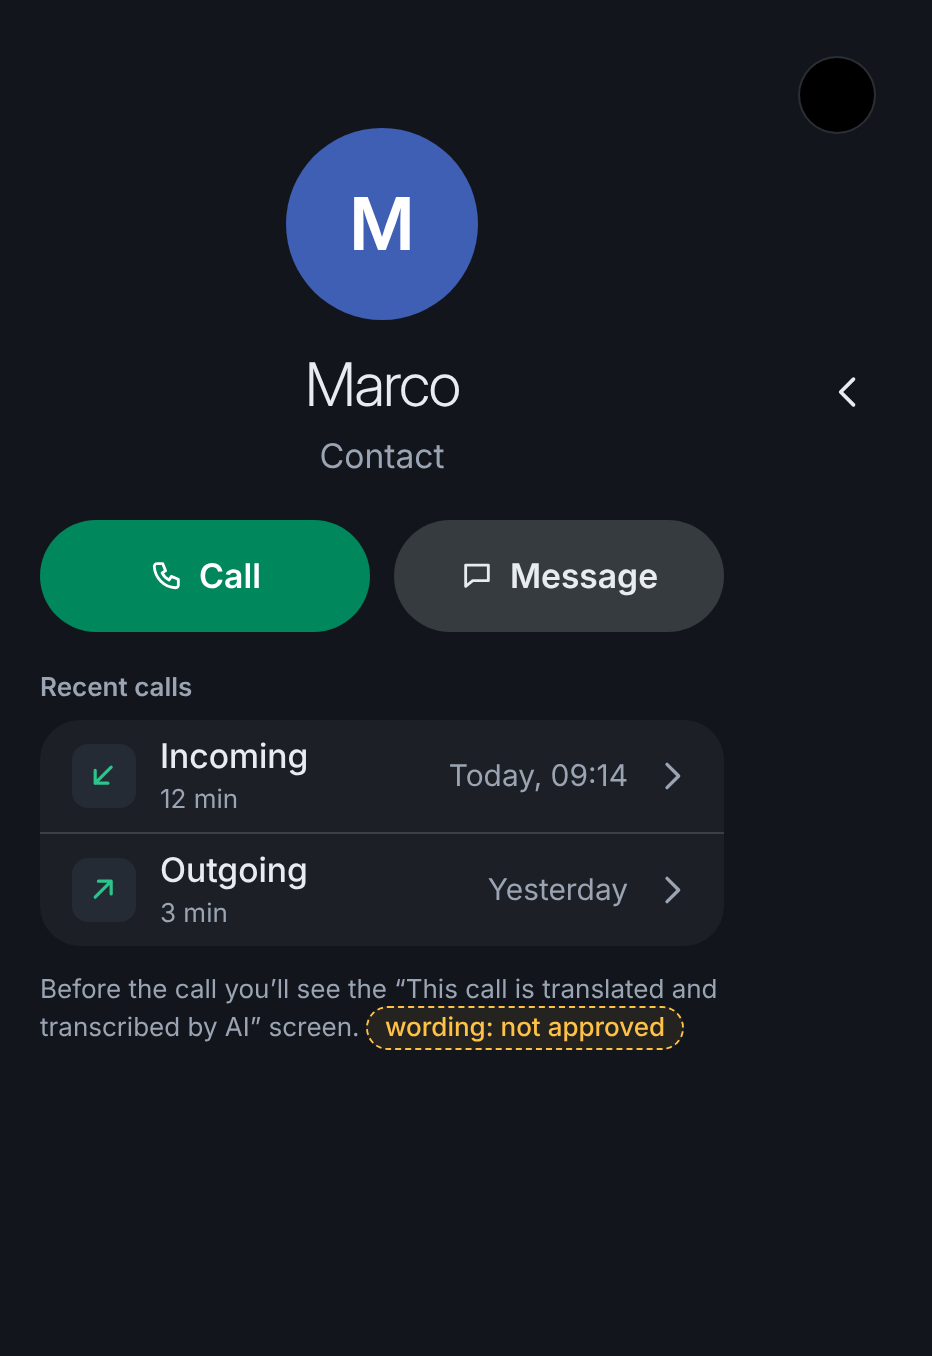 M
Marco
Contact
Call
Message
Recent calls
Incoming
12 min
Today, 09:14
Outgoing
3 min
Yesterday
Before the call you’ll see the “This call is translated and
transcribed by AI” screen. wording: not approved